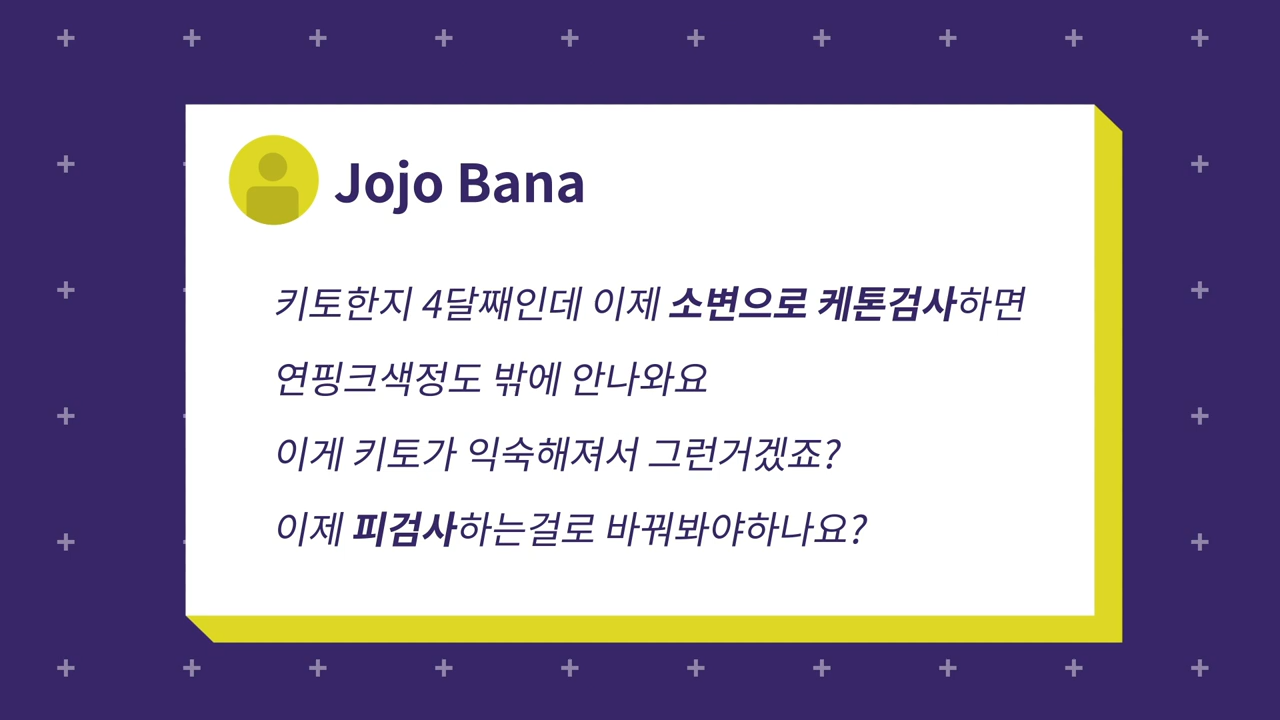 Jojo Bana
키토한지 4달째인데 이제 소변으로 케톤검사하면
연핑크색정도 밖에 안나와요
이게 키토가 익숙해져서 그런거겠죠?
이제 피검사하는걸로 바꿔봐야하나요?